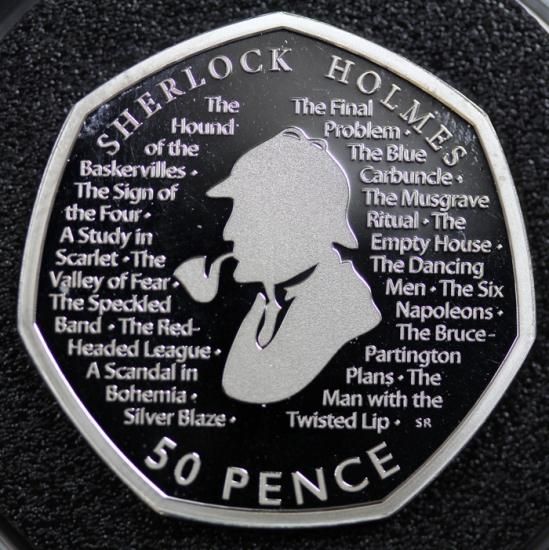 SHERLOCK HOLMES
The
Hound
of the
Baskervilles •
The Sign of
the Four •
A Study in
Scarlet • The
Valley of Fear •
The Speckled
Band • The Red-
Headed League •
A Scandal in
Bohemia •
Silver Blaze •
The Final
Problem •
The Blue
Carbuncle •
The Musgrave
Ritual • The
Empty House •
The Dancing
Men • The Six
Napoleons •
The Bruce-
Partington
Plans • The
Man with the
Twisted Lip • SR
50 PENCE